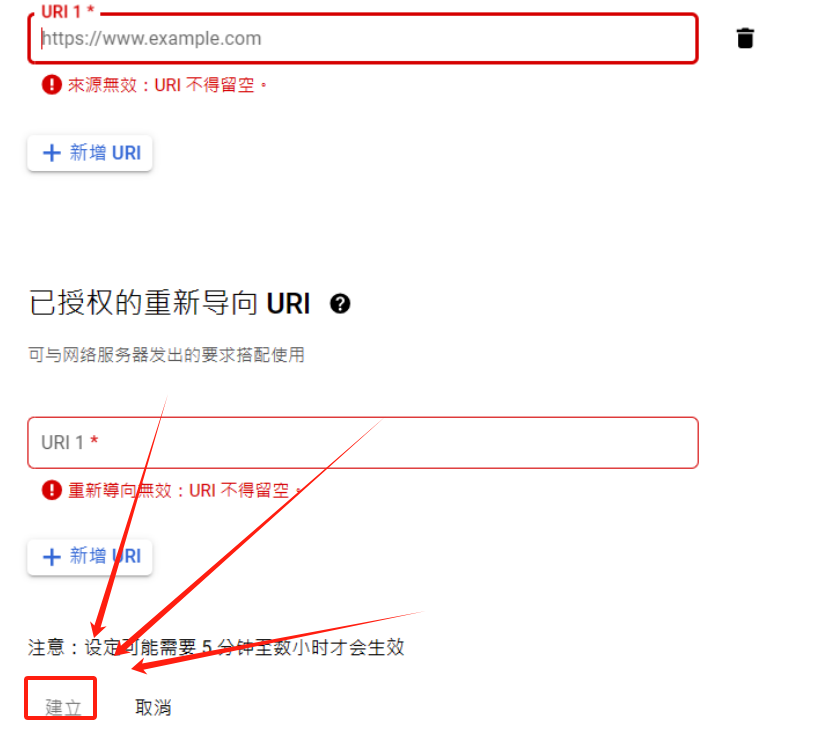 URI 1 *
https://www.example.com
來源無效：URI 不得留空。
新增 URI
已授权的重新导向 URI
可与网络服务器发出的要求搭配使用
URI 1 *
重新導向無效：URI 不得留空。
新增 URI
注意：设定可能需要 5 分钟至数小时才会生效
建立 取消